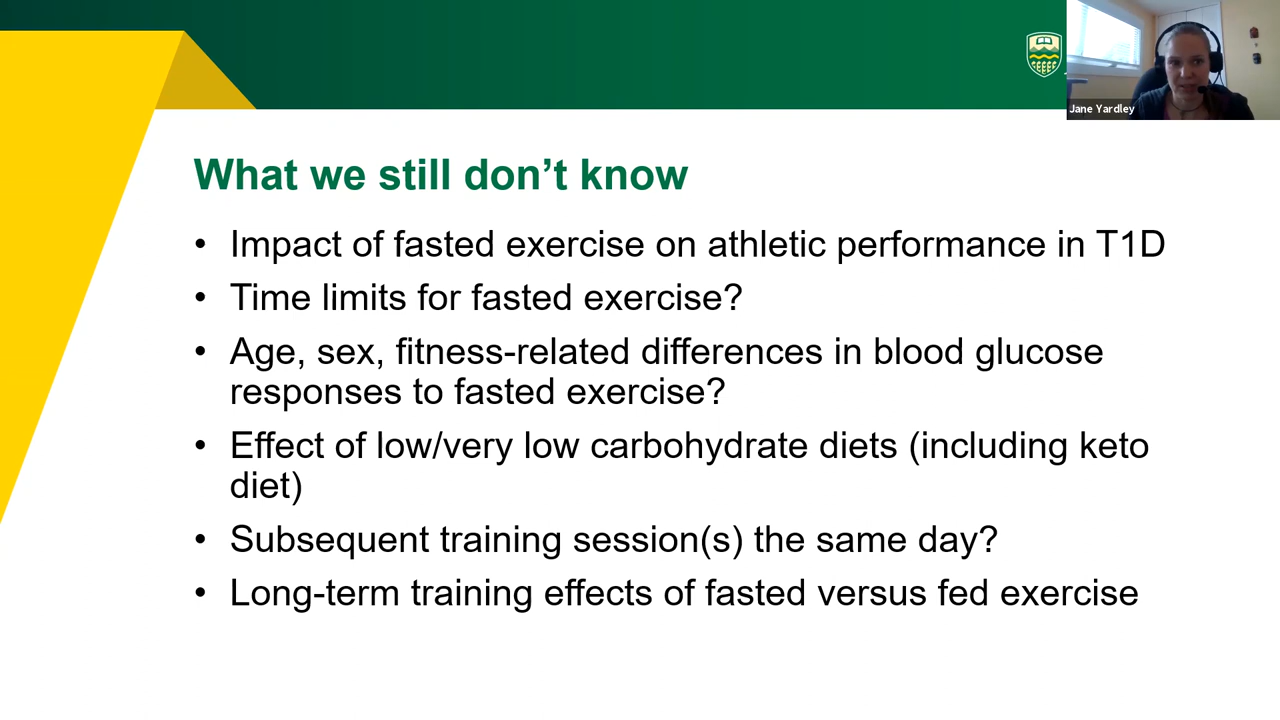 Jane Yardley
What we still don’t know
• Impact of fasted exercise on athletic performance in T1D
• Time limits for fasted exercise?
• Age, sex, fitness-related differences in blood glucose
responses to fasted exercise?
• Effect of low/very low carbohydrate diets (including keto
diet)
• Subsequent training session(s) the same day?
• Long-term training effects of fasted versus fed exercise